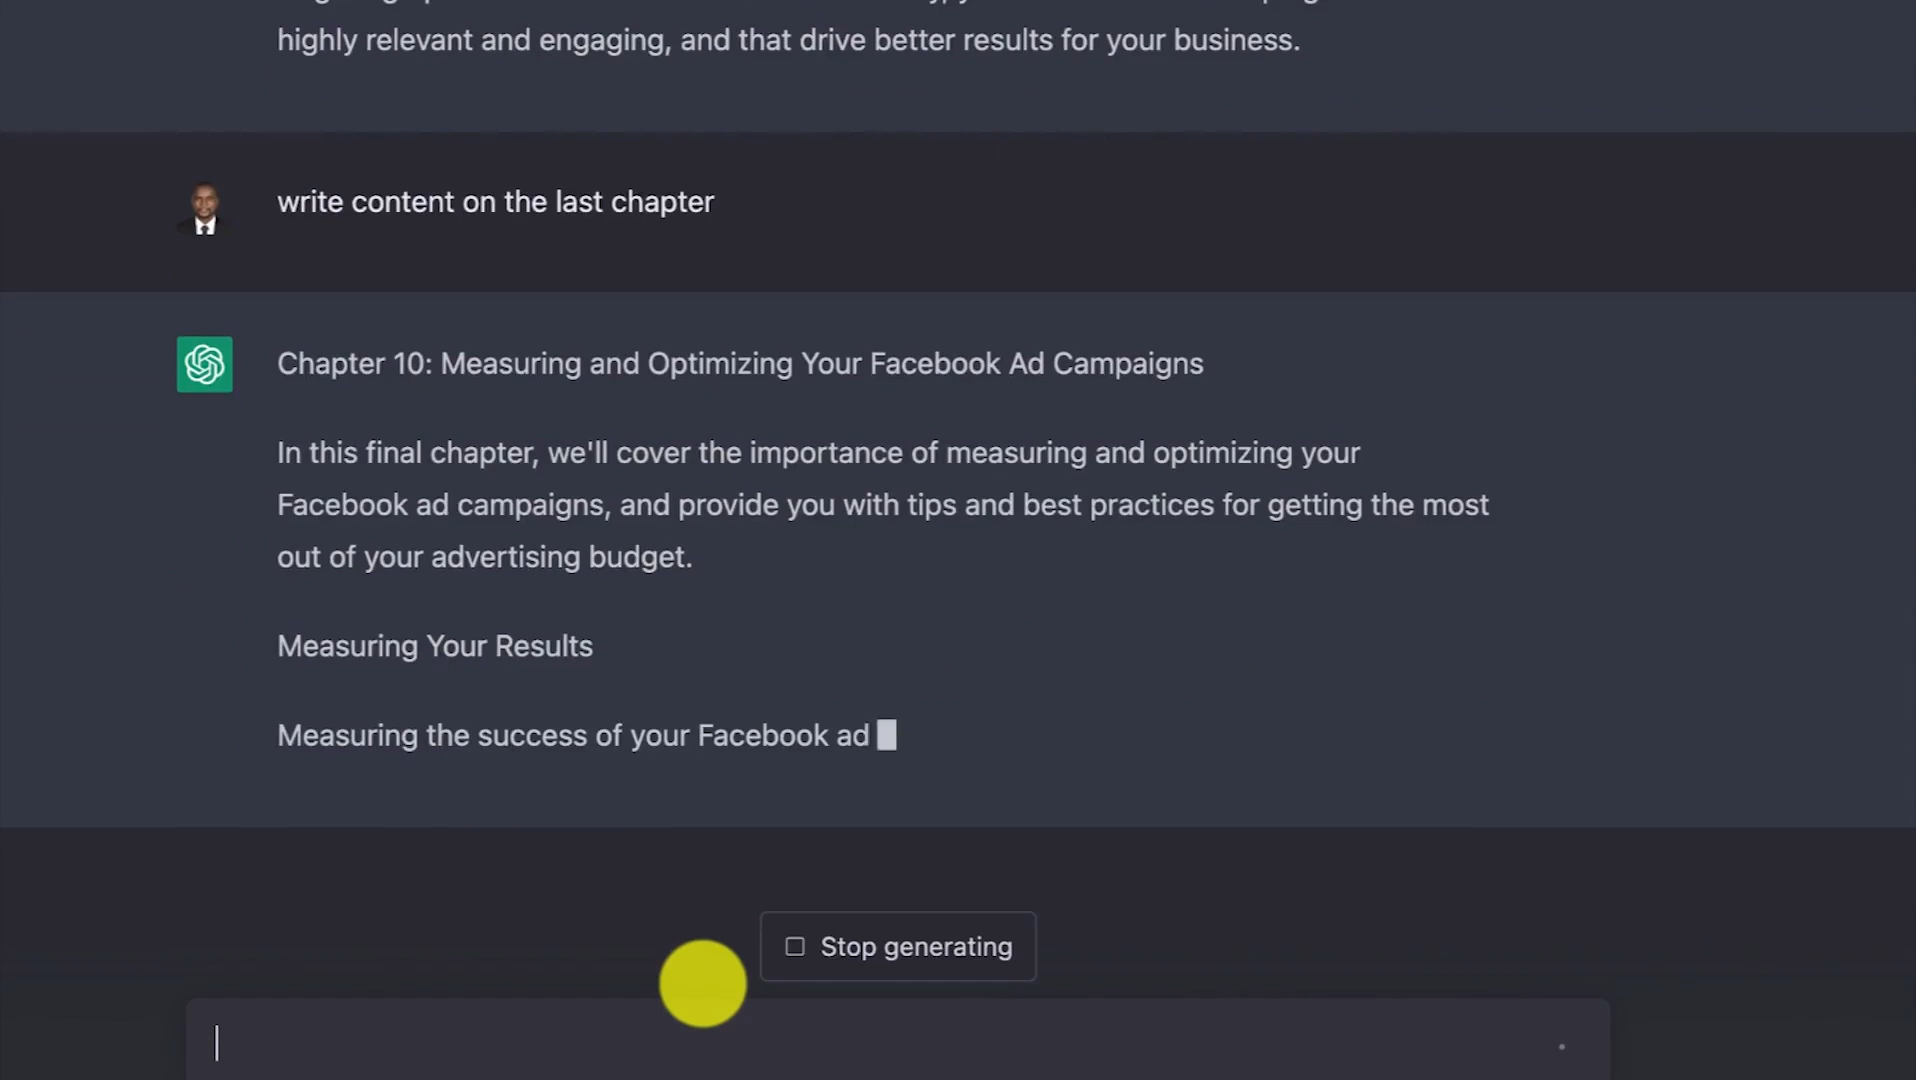 highly relevant and engaging, and that drive better results for your business.
write content on the last chapter
Chapter 10: Measuring and Optimizing Your Facebook Ad Campaigns
In this final chapter, we'll cover the importance of measuring and optimizing your
Facebook ad campaigns, and provide you with tips and best practices for getting the most
out of your advertising budget.
Measuring Your Results
Measuring the success of your Facebook ad
Stop generating